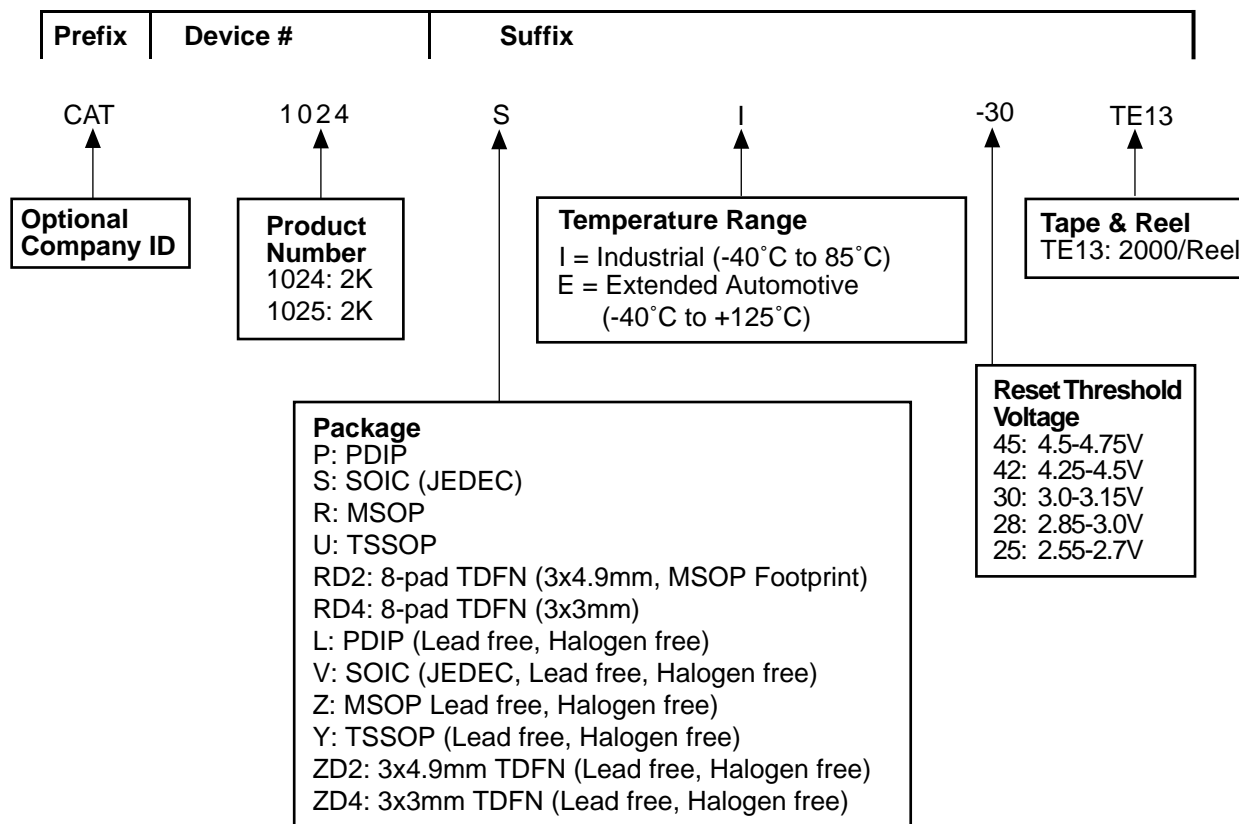 Prefix Device # Suffix
CAT 1024 S I -30 TE13
Optional
Company ID
Product
Number
1024: 2K
1025: 2K
Temperature Range
I = Industrial (-40˚C to 85˚C)
E = Extended Automotive
(-40˚C to +125˚C)
Tape & Reel
TE13: 2000/Reel
Package
P: PDIP
S: SOIC (JEDEC)
R: MSOP
U: TSSOP
RD2: 8-pad TDFN (3x4.9mm, MSOP Footprint)
RD4: 8-pad TDFN (3x3mm)
L: PDIP (Lead free, Halogen free)
V: SOIC (JEDEC, Lead free, Halogen free)
Z: MSOP Lead free, Halogen free)
Y: TSSOP (Lead free, Halogen free)
ZD2: 3x4.9mm TDFN (Lead free, Halogen free)
ZD4: 3x3mm TDFN (Lead free, Halogen free)
Reset Threshold
Voltage
45: 4.5-4.75V
42: 4.25-4.5V
30: 3.0-3.15V
28: 2.85-3.0V
25: 2.55-2.7V